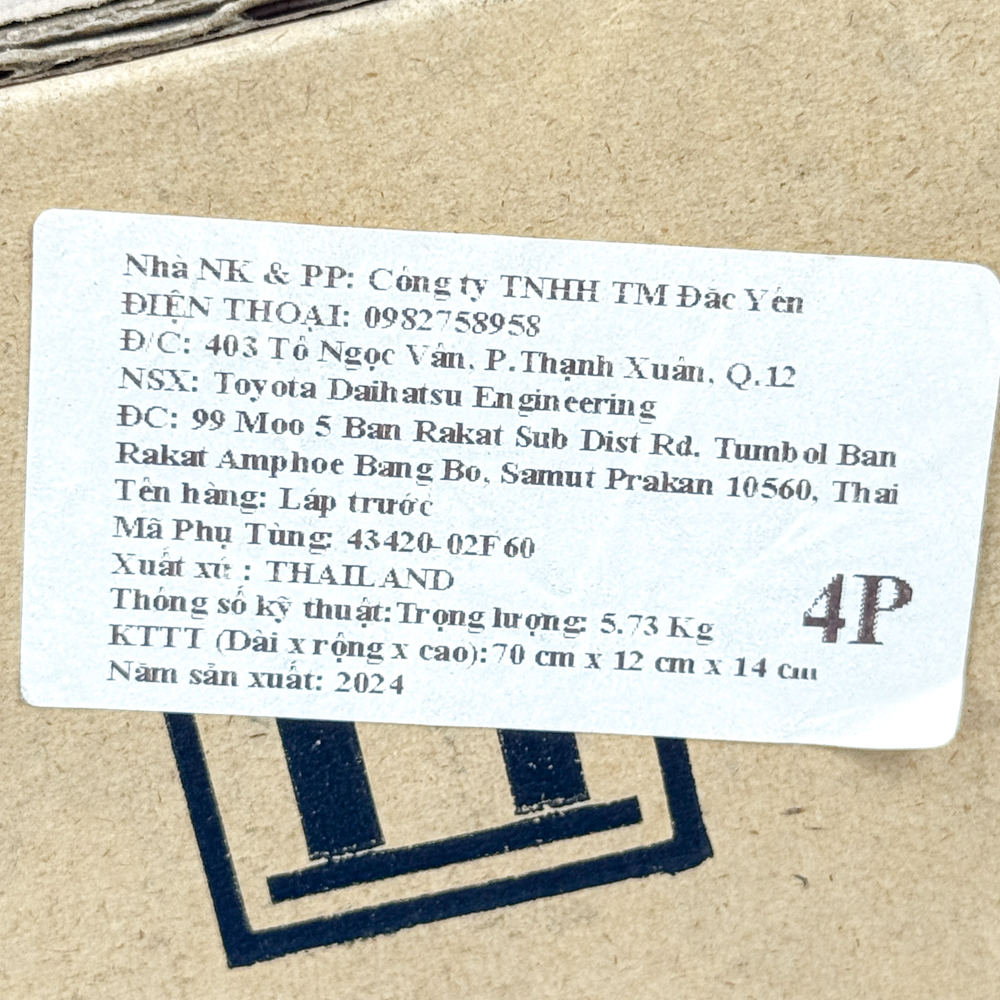 Nhà NK & PP: Công ty TNHH TM Đăc Yên
ĐIỆN THOẠI: 0982758958
Đ/C: 403 Tô Ngọc Vân, P.Thạnh Xuân, Q.12
NSX: Toyota Daihatsu Engineering
ĐC: 99 Moo 5 Ban Rakat Sub Dist Rd. Tumbol Ban
Rakat Amphoe Bang Bo, Samut Prakan 10560, Thai
Tên hàng: Láp trước
Mã Phụ Tùng: 43420-02F60
Xuất xứ : THAILAND
Thông số kỹ thuật: Trọng lượng: 5.73 Kg
KTTT (Dài x rộng x cao): 70 cm x 12 cm x 14 cm
Năm sản xuất: 2024
4P